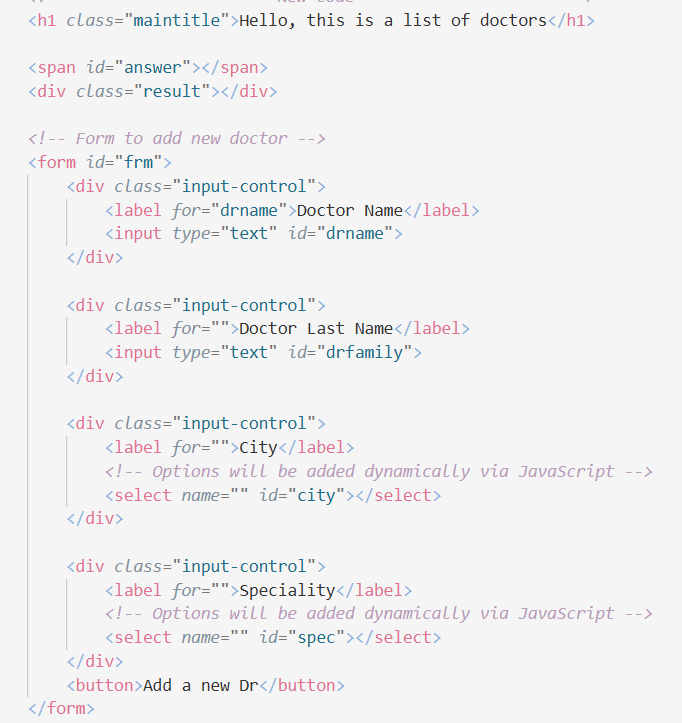 New code
<h1 class="maintitle">Hello, this is a list of doctors</h1>
<span id="answer"></span>
<div class="result"></div>
<!-- Form to add new doctor -->
<form id="frm">
<div class="input-control">
<label for="drname">Doctor Name</label>
<input type="text" id="drname">
</div>
<div class="input-control">
<label for="">Doctor Last Name</label>
<input type="text" id="drfamily">
</div>
<div class="input-control">
<label for="">City</label>
<!-- Options will be added dynamically via JavaScript -->
<select name="" id="city"></select>
</div>
<div class="input-control">
<label for="">Speciality</label>
<!-- Options will be added dynamically via JavaScript -->
<select name="" id="spec"></select>
</div>
<button>Add a new Dr</button>
</form>